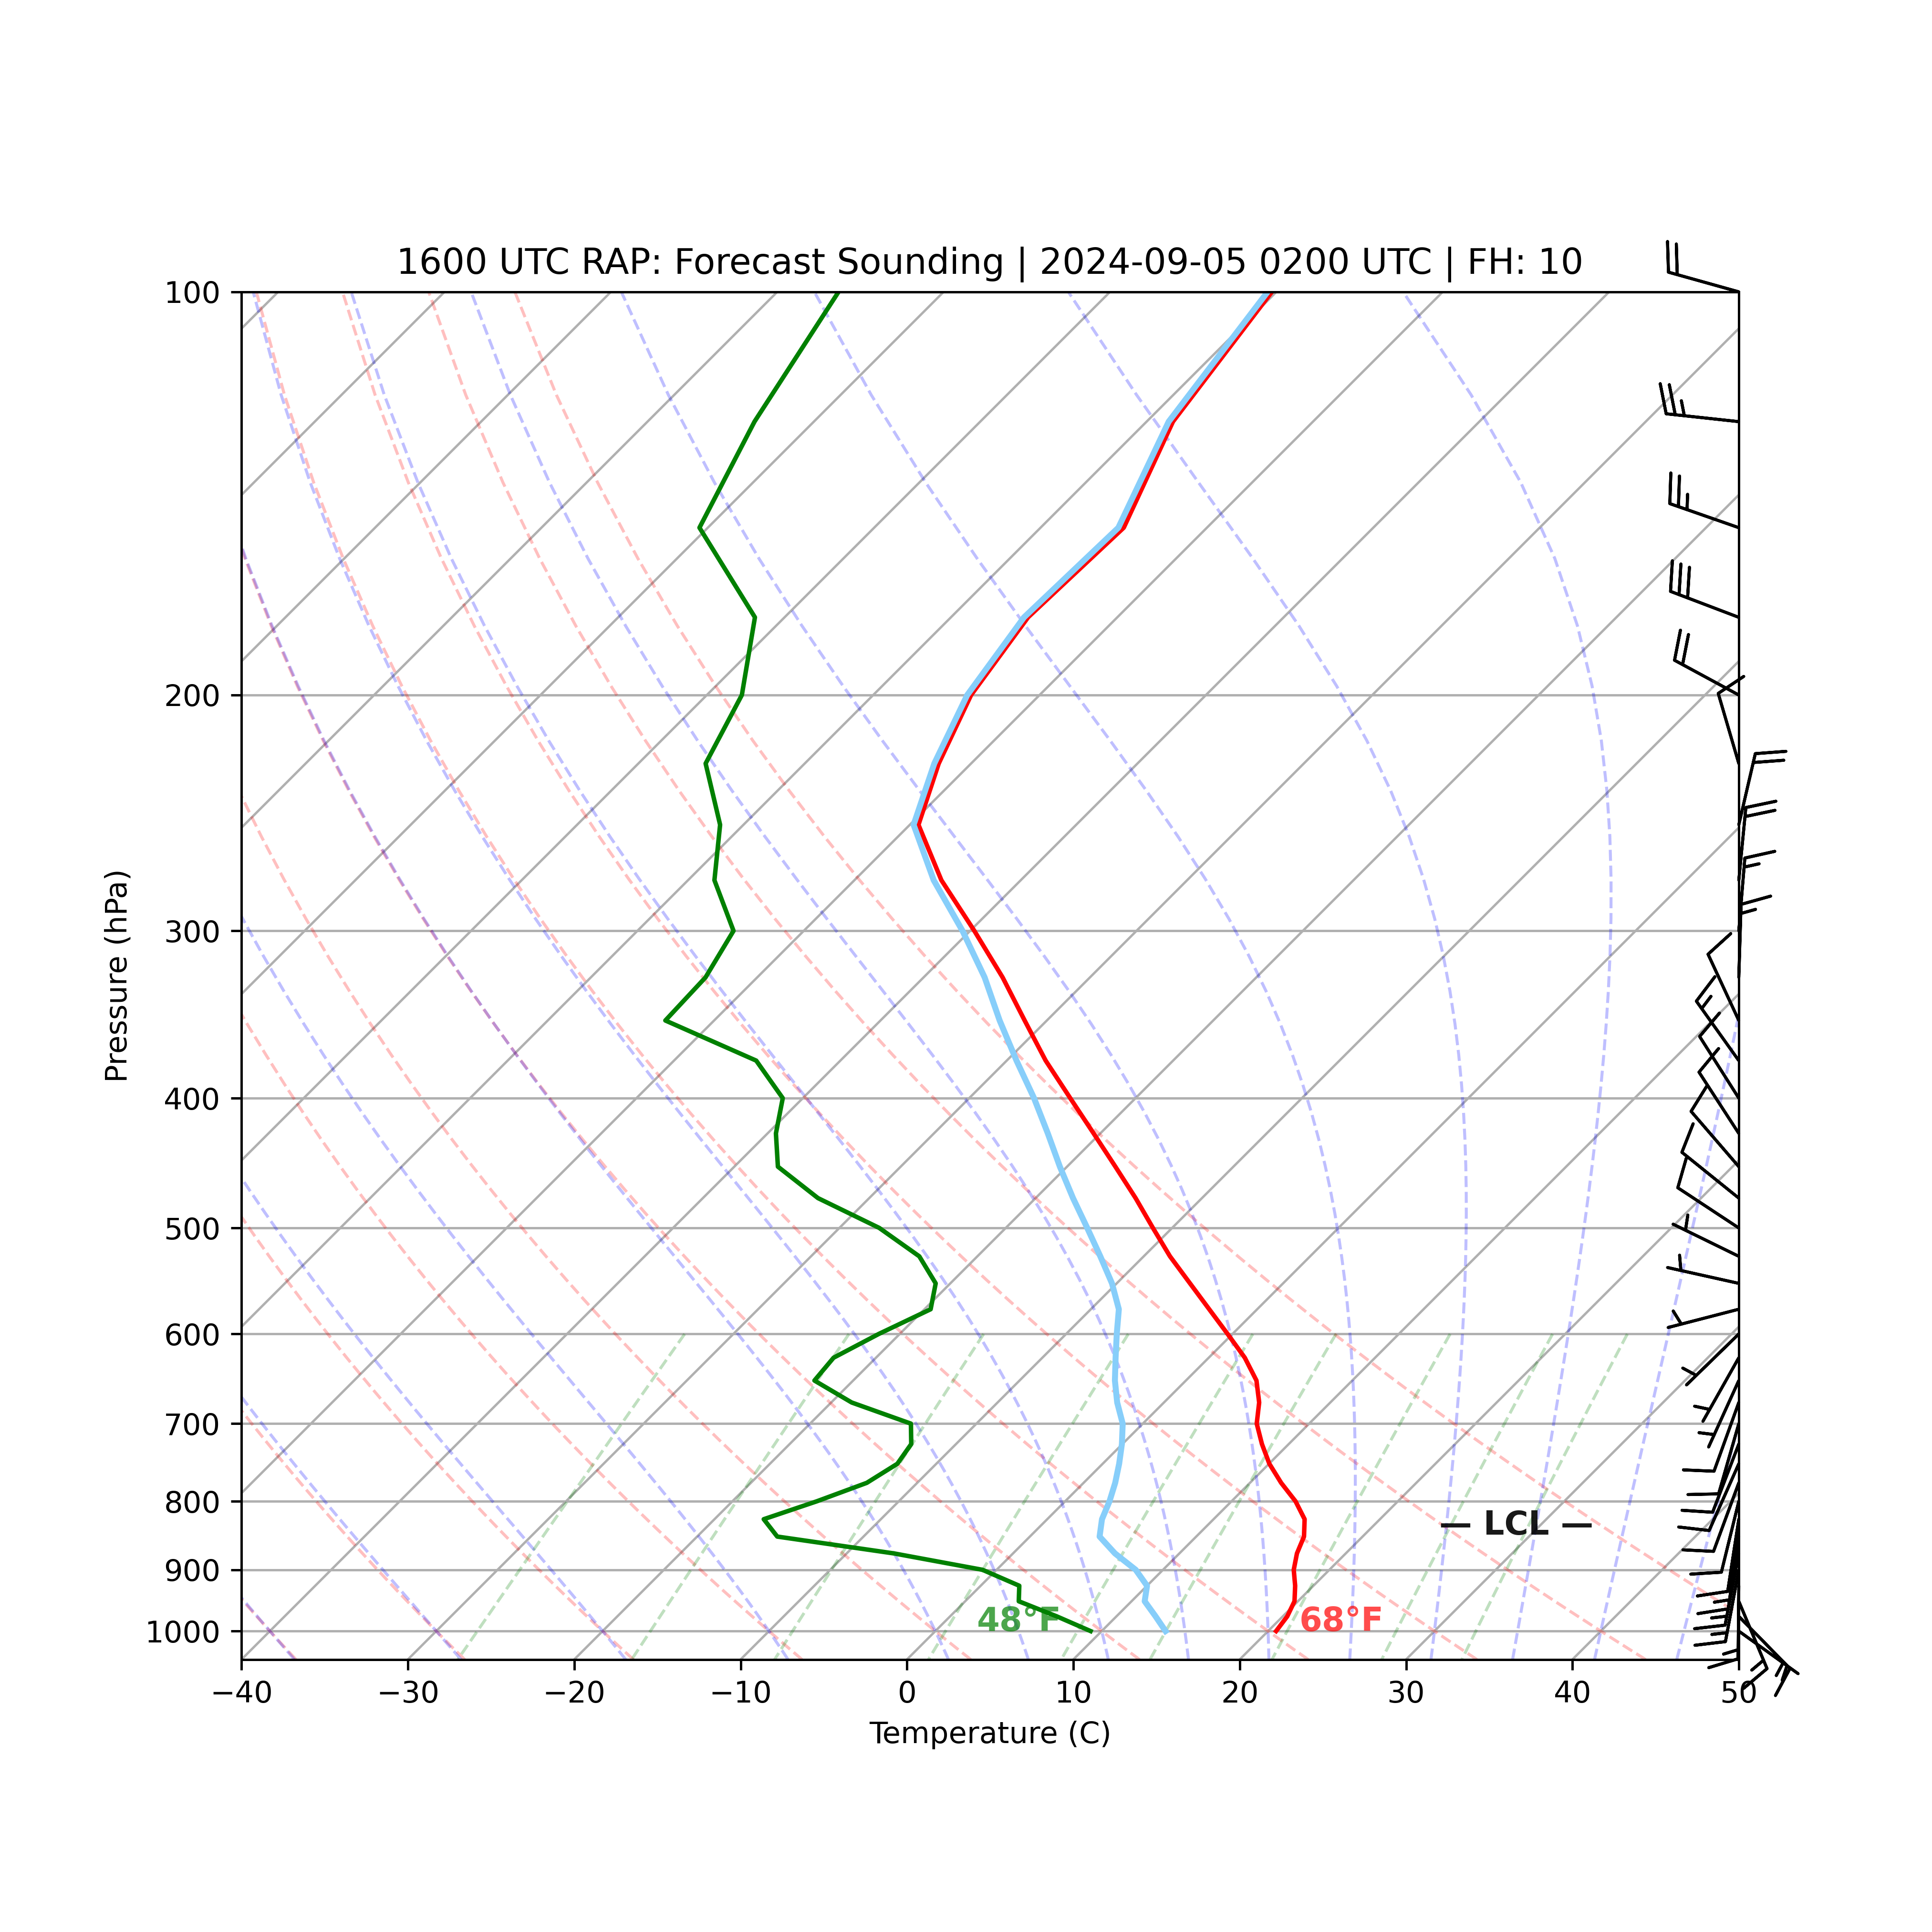 1600 UTC RAP: Forecast Sounding | 2024-09-05 0200 UTC | FH: 10
100
200
300
400
500
600
700
800
900
1000
Pressure (hPa)
— LCL —
48°F
68°F
−40 −30 −20 −10 0 10 20 30 40 50
Temperature (C)